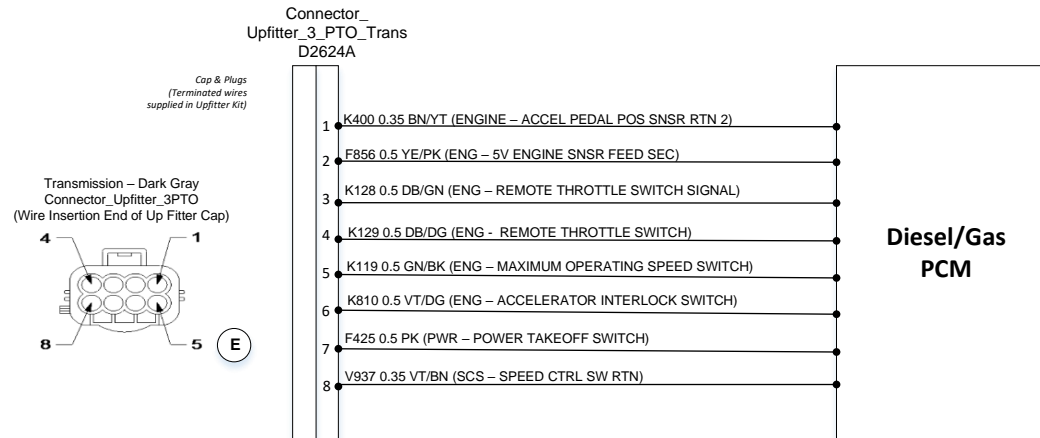 Connector_
Upfitter_3_PTO_Trans
D2624A
Cap & Plugs
(Terminated wires
supplied in Upfitter Kit)
1 K400 0.35 BN/YT (ENGINE – ACCEL PEDAL POS SNSR RTN 2)
2 F856 0.5 YE/PK (ENG – 5V ENGINE SNSR FEED SEC)
3 K128 0.5 DB/GN (ENG – REMOTE THROTTLE SWITCH SIGNAL)
4 K129 0.5 DB/DG (ENG - REMOTE THROTTLE SWITCH)
5 K119 0.5 GN/BK (ENG – MAXIMUM OPERATING SPEED SWITCH)
6 K810 0.5 VT/DG (ENG – ACCELERATOR INTERLOCK SWITCH)
7 F425 0.5 PK (PWR – POWER TAKEOFF SWITCH)
8 V937 0.35 VT/BN (SCS – SPEED CTRL SW RTN)
Transmission – Dark Gray
Connector_Upfitter_3PTO
(Wire Insertion End of Up Fitter Cap)
4 1
8 5
E
Diesel/Gas
PCM